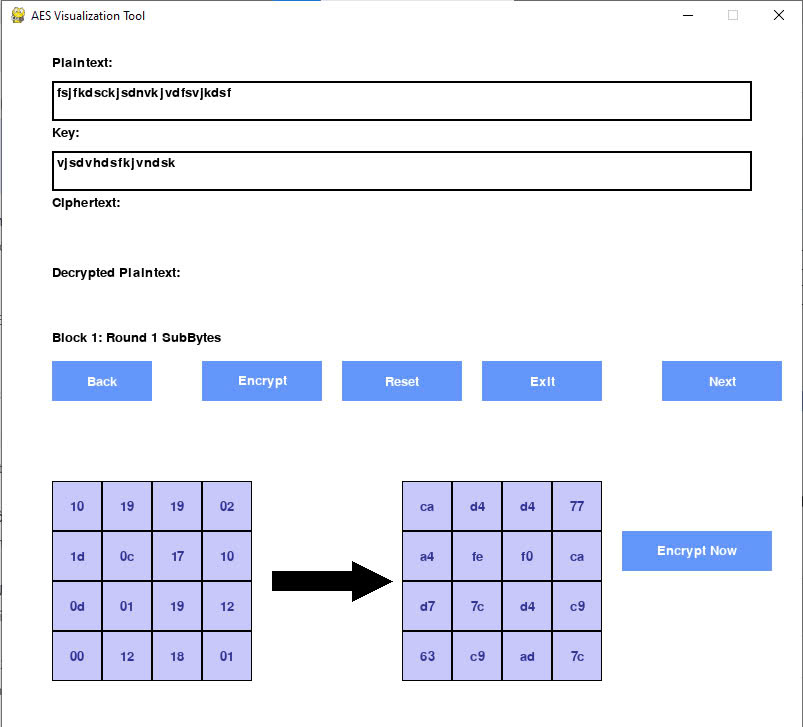 AES Visualization Tool
Plaintext:
fsjfkdsckjsdnvkjvdfsvjkdsf
Key:
vjsdvhdsfkjvndsk
Ciphertext:
Decrypted Plaintext:
Block 1: Round 1 SubBytes
Back Encrypt Reset Exit Next
10 19 19 02 ca d4 d4 77
1d 0c 17 10 a4 fe f0 ca
Encrypt Now
0d 01 19 12 d7 7c d4 c9
00 12 18 01 63 c9 ad 7c